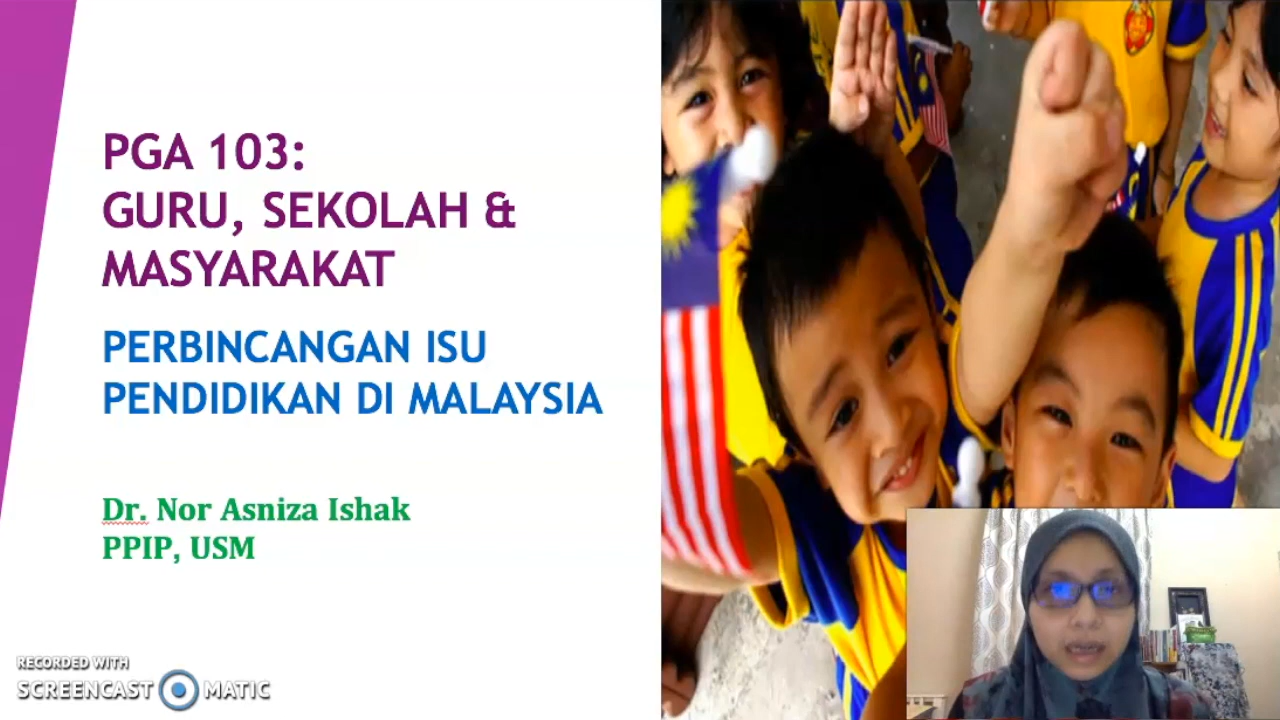 PGA 103:
GURU, SEKOLAH &
MASYARAKAT
PERBINCANGAN ISU
PENDIDIKAN DI MALAYSIA
Dr. Nor Asniza Ishak
PPIP, USM
RECORDED WITH
SCREENCAST MATIC